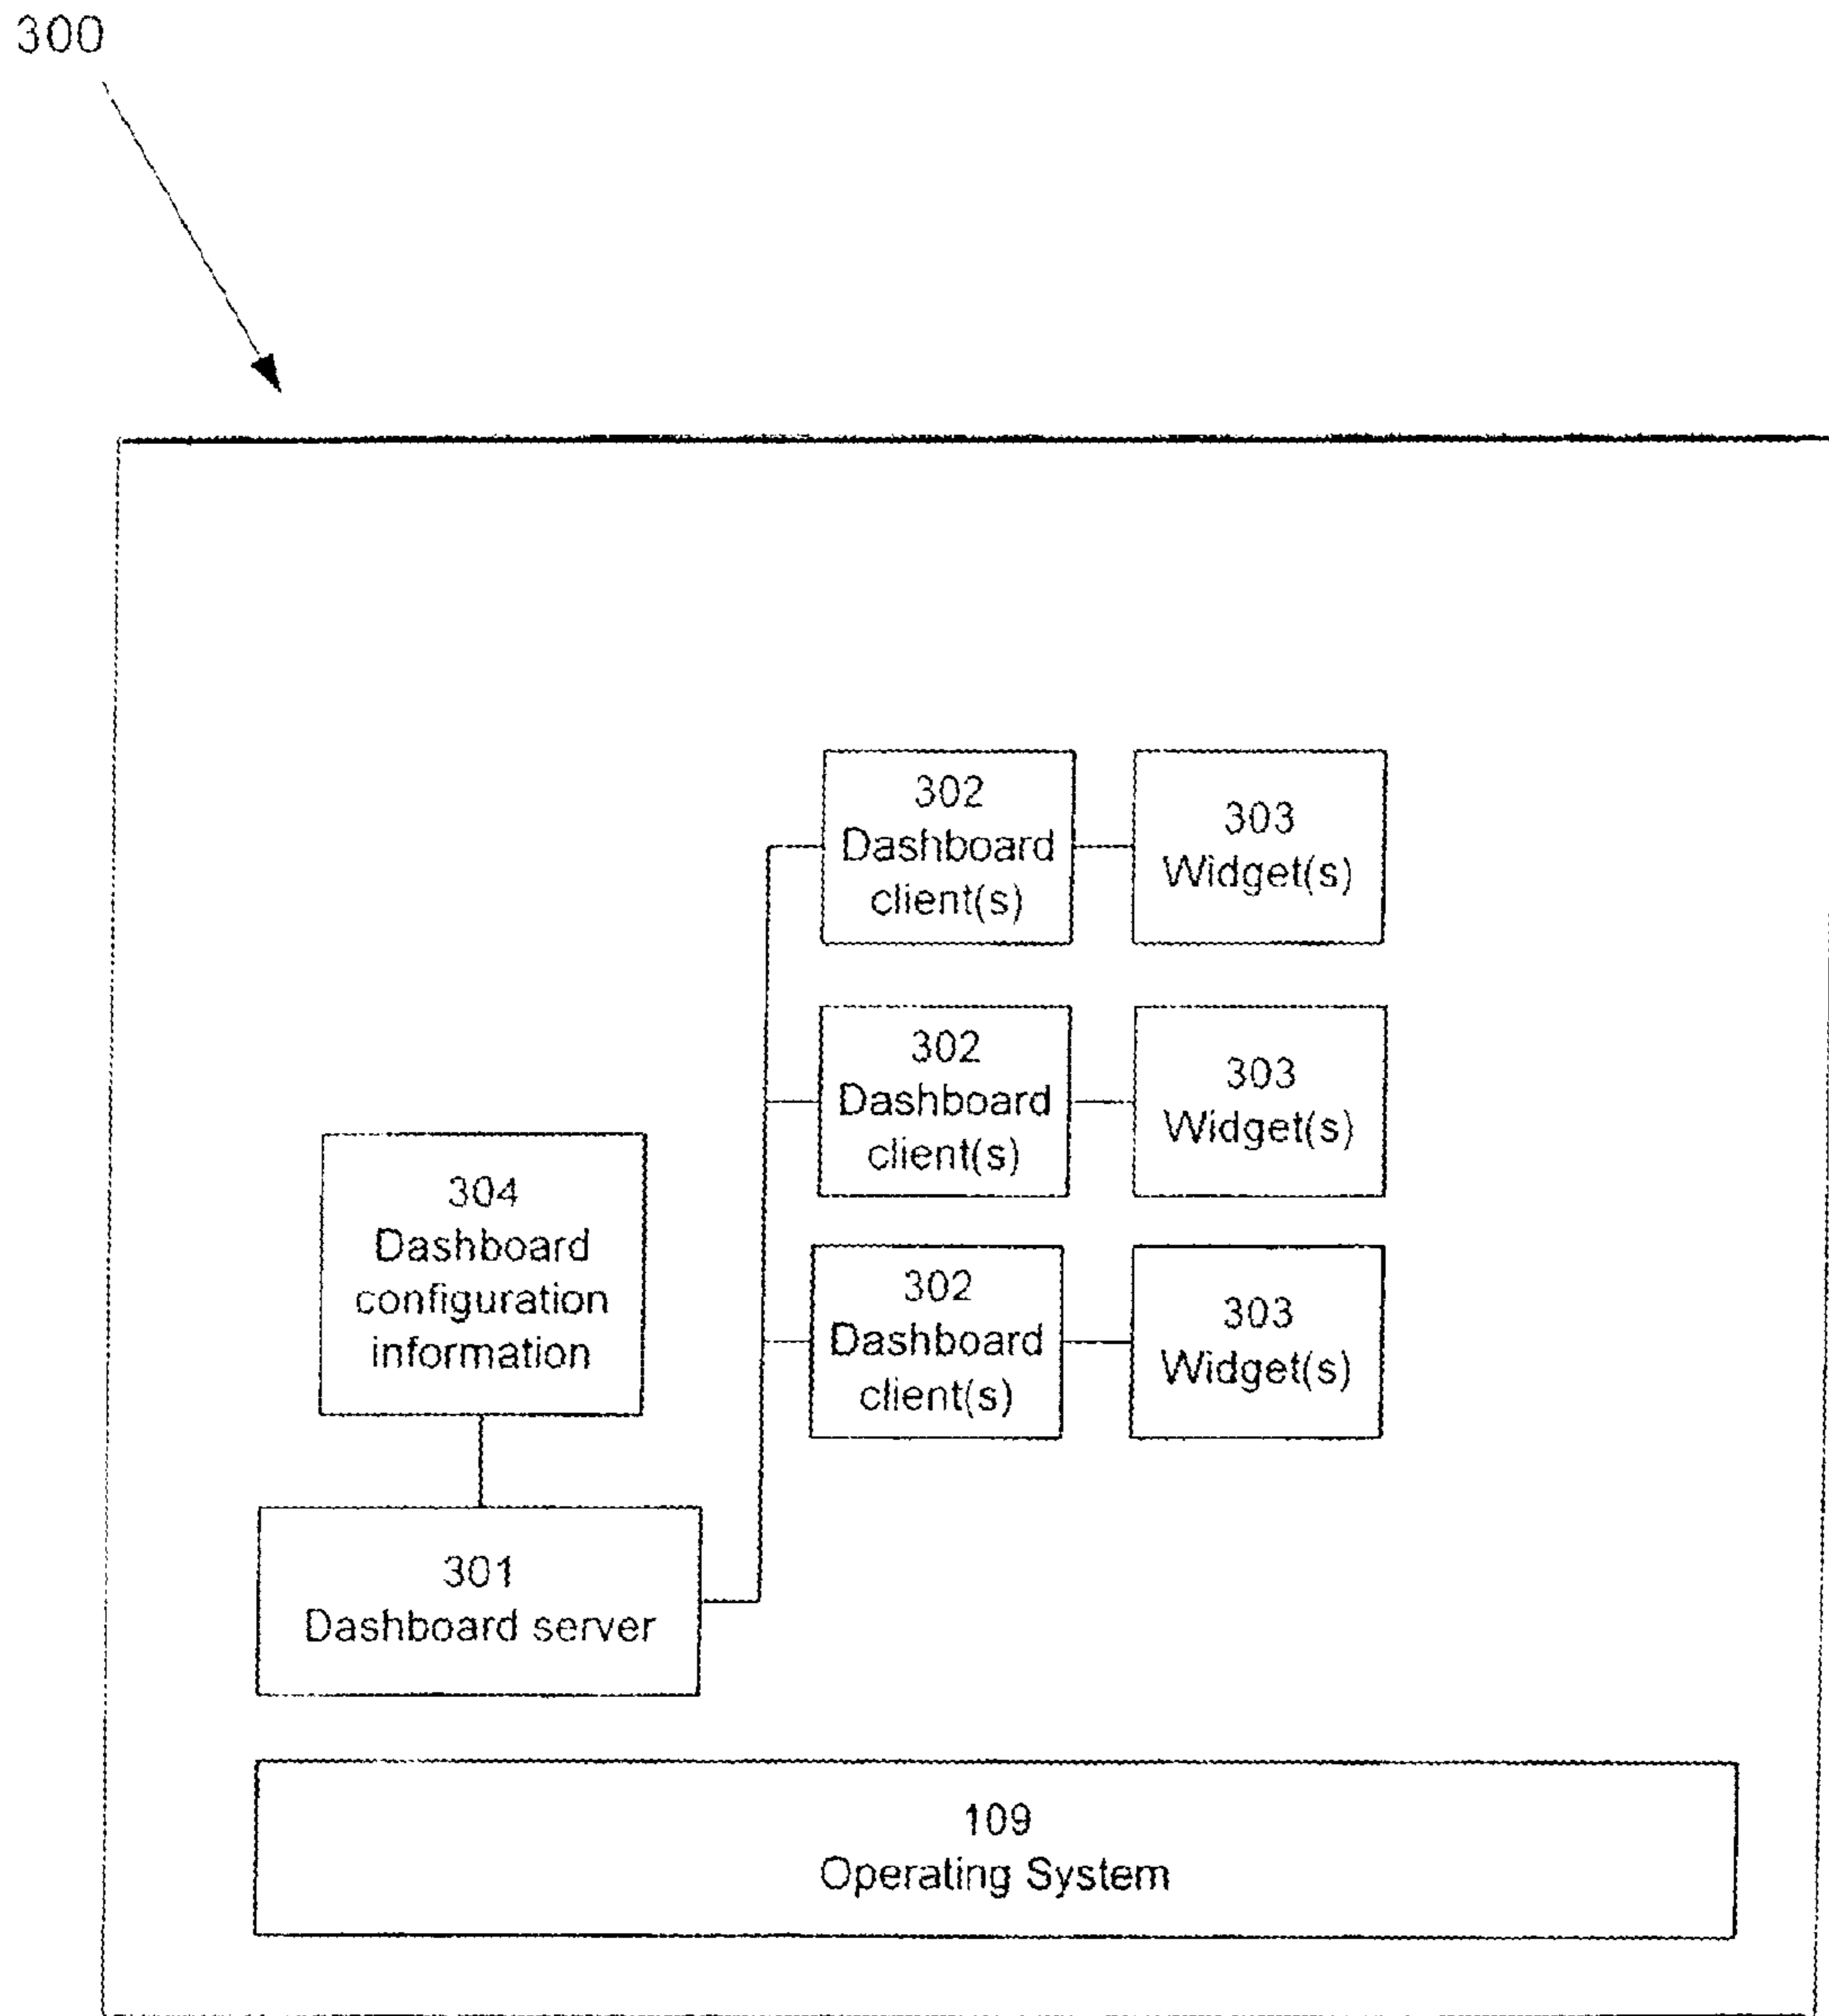 300
302
Dashboard
client(s)
303
Widget(s)
302
Dashboard
client(s)
303
Widget(s)
304
Dashboard
configuration
information
302
Dashboard
client(s)
303
Widget(s)
301
Dashboard server
109
Operating System